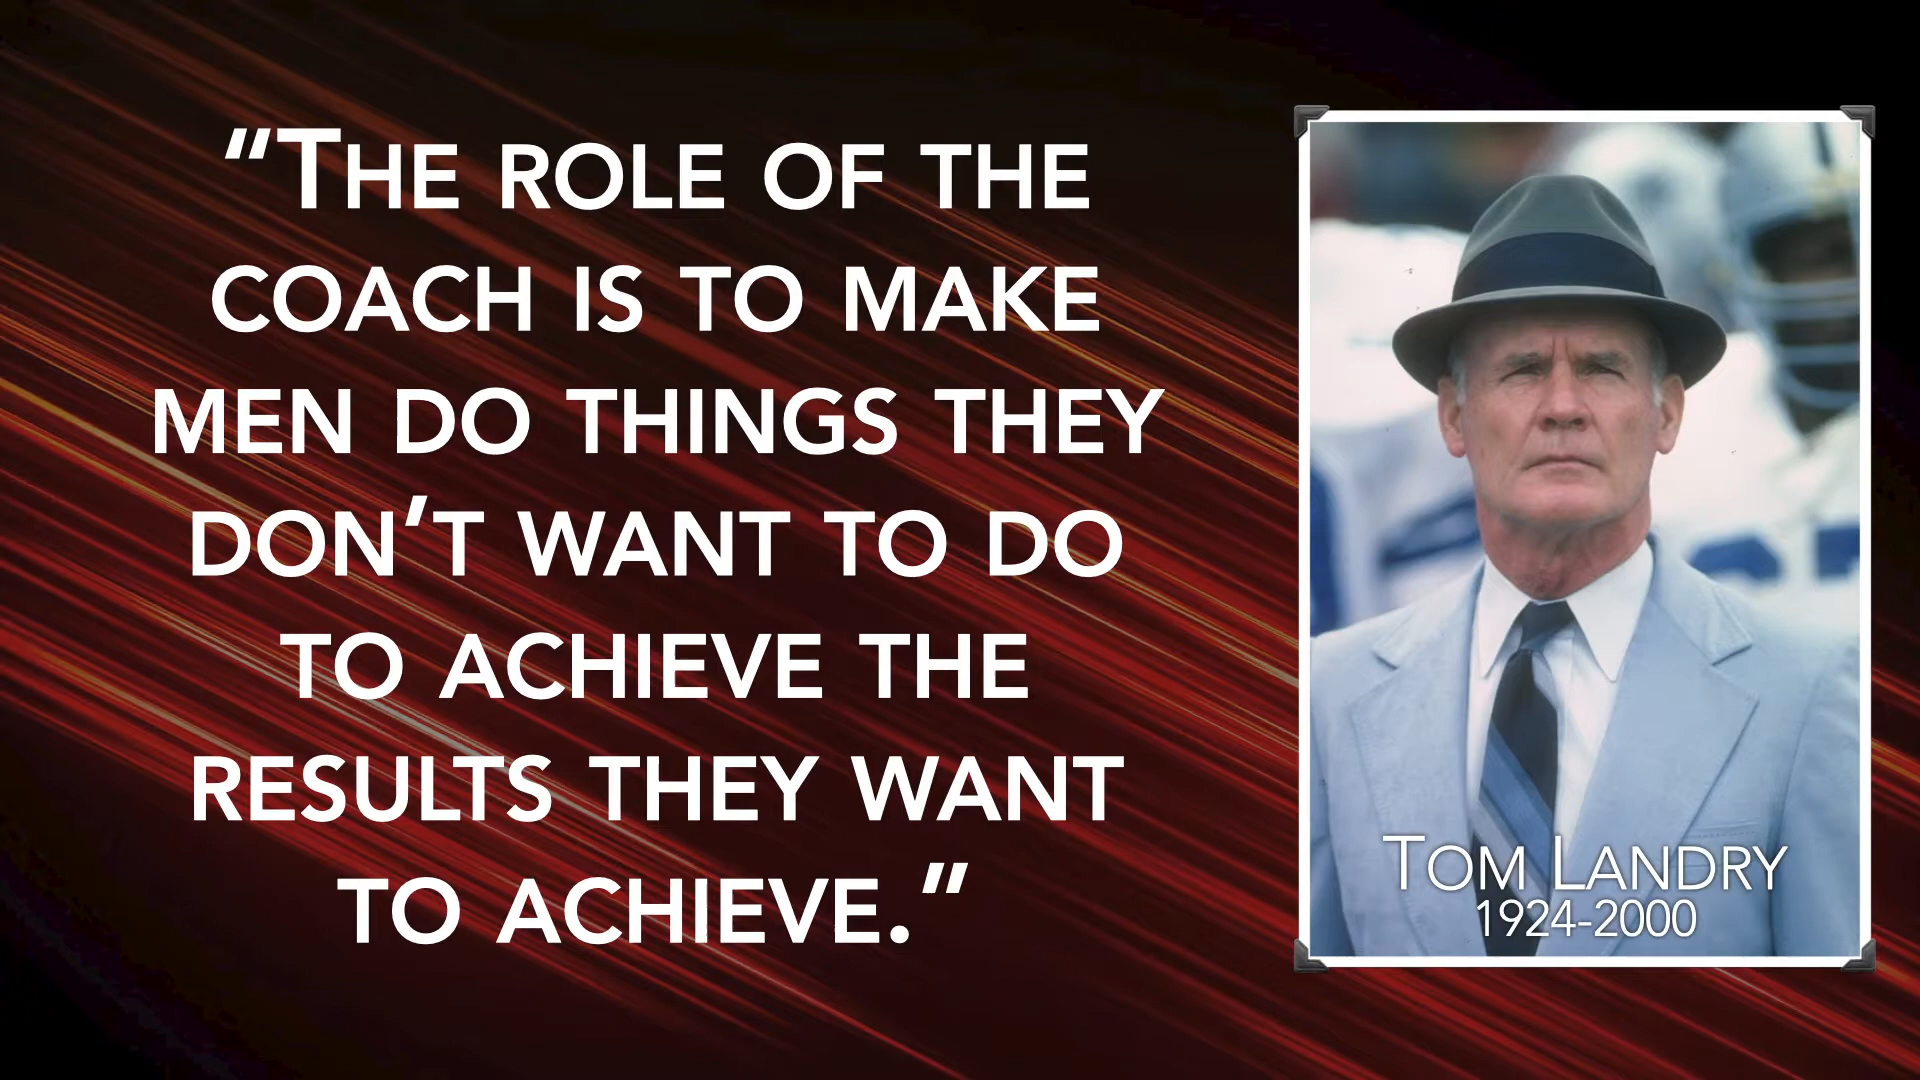 “The role of the
coach is to make
men do things they
don’t want to do
to achieve the
results they want
to achieve.”
Tom Landry
1924-2000